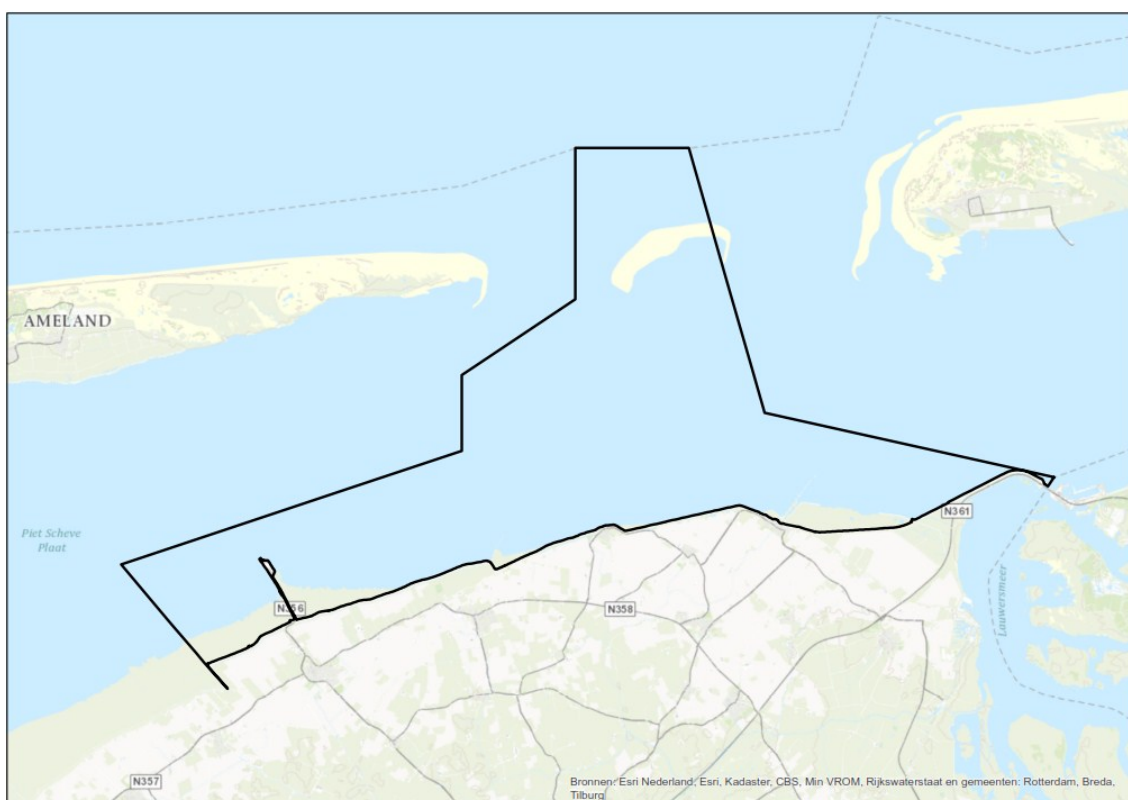 AMELAND
Piet Scheve
Plaat
N361
N356
N358
Lauwersmeer
N357
Bronnen: Esri Nederland, Esri, Kadaster, CBS, Min VROM, Rijkswaterstaat en gemeenten: Rotterdam, Breda,
Tilburg